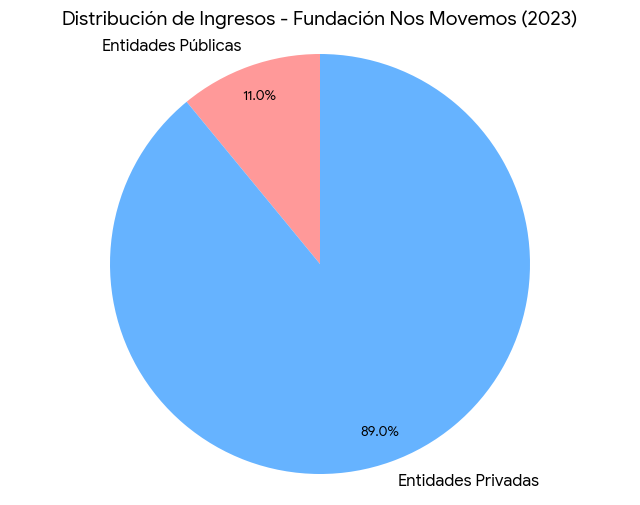 Distribución de Ingresos - Fundación Nos Movemos (2023)
Entidades Públicas
11.0%
89.0%
Entidades Privadas